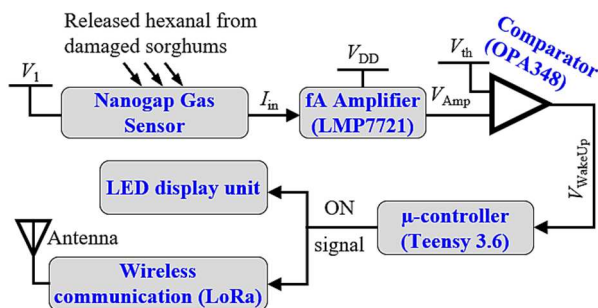 Released hexanal from
damaged sorghums
V1
Nanogap Gas
Sensor
Iin
VDD
fA Amplifier
(LMP7721)
VAmp
Vth
Comparator
(OPA348)
VWakeUp
μ-controller
(Teensy 3.6)
ON
signal
LED display unit
Antenna
Wireless
communication (LoRa)